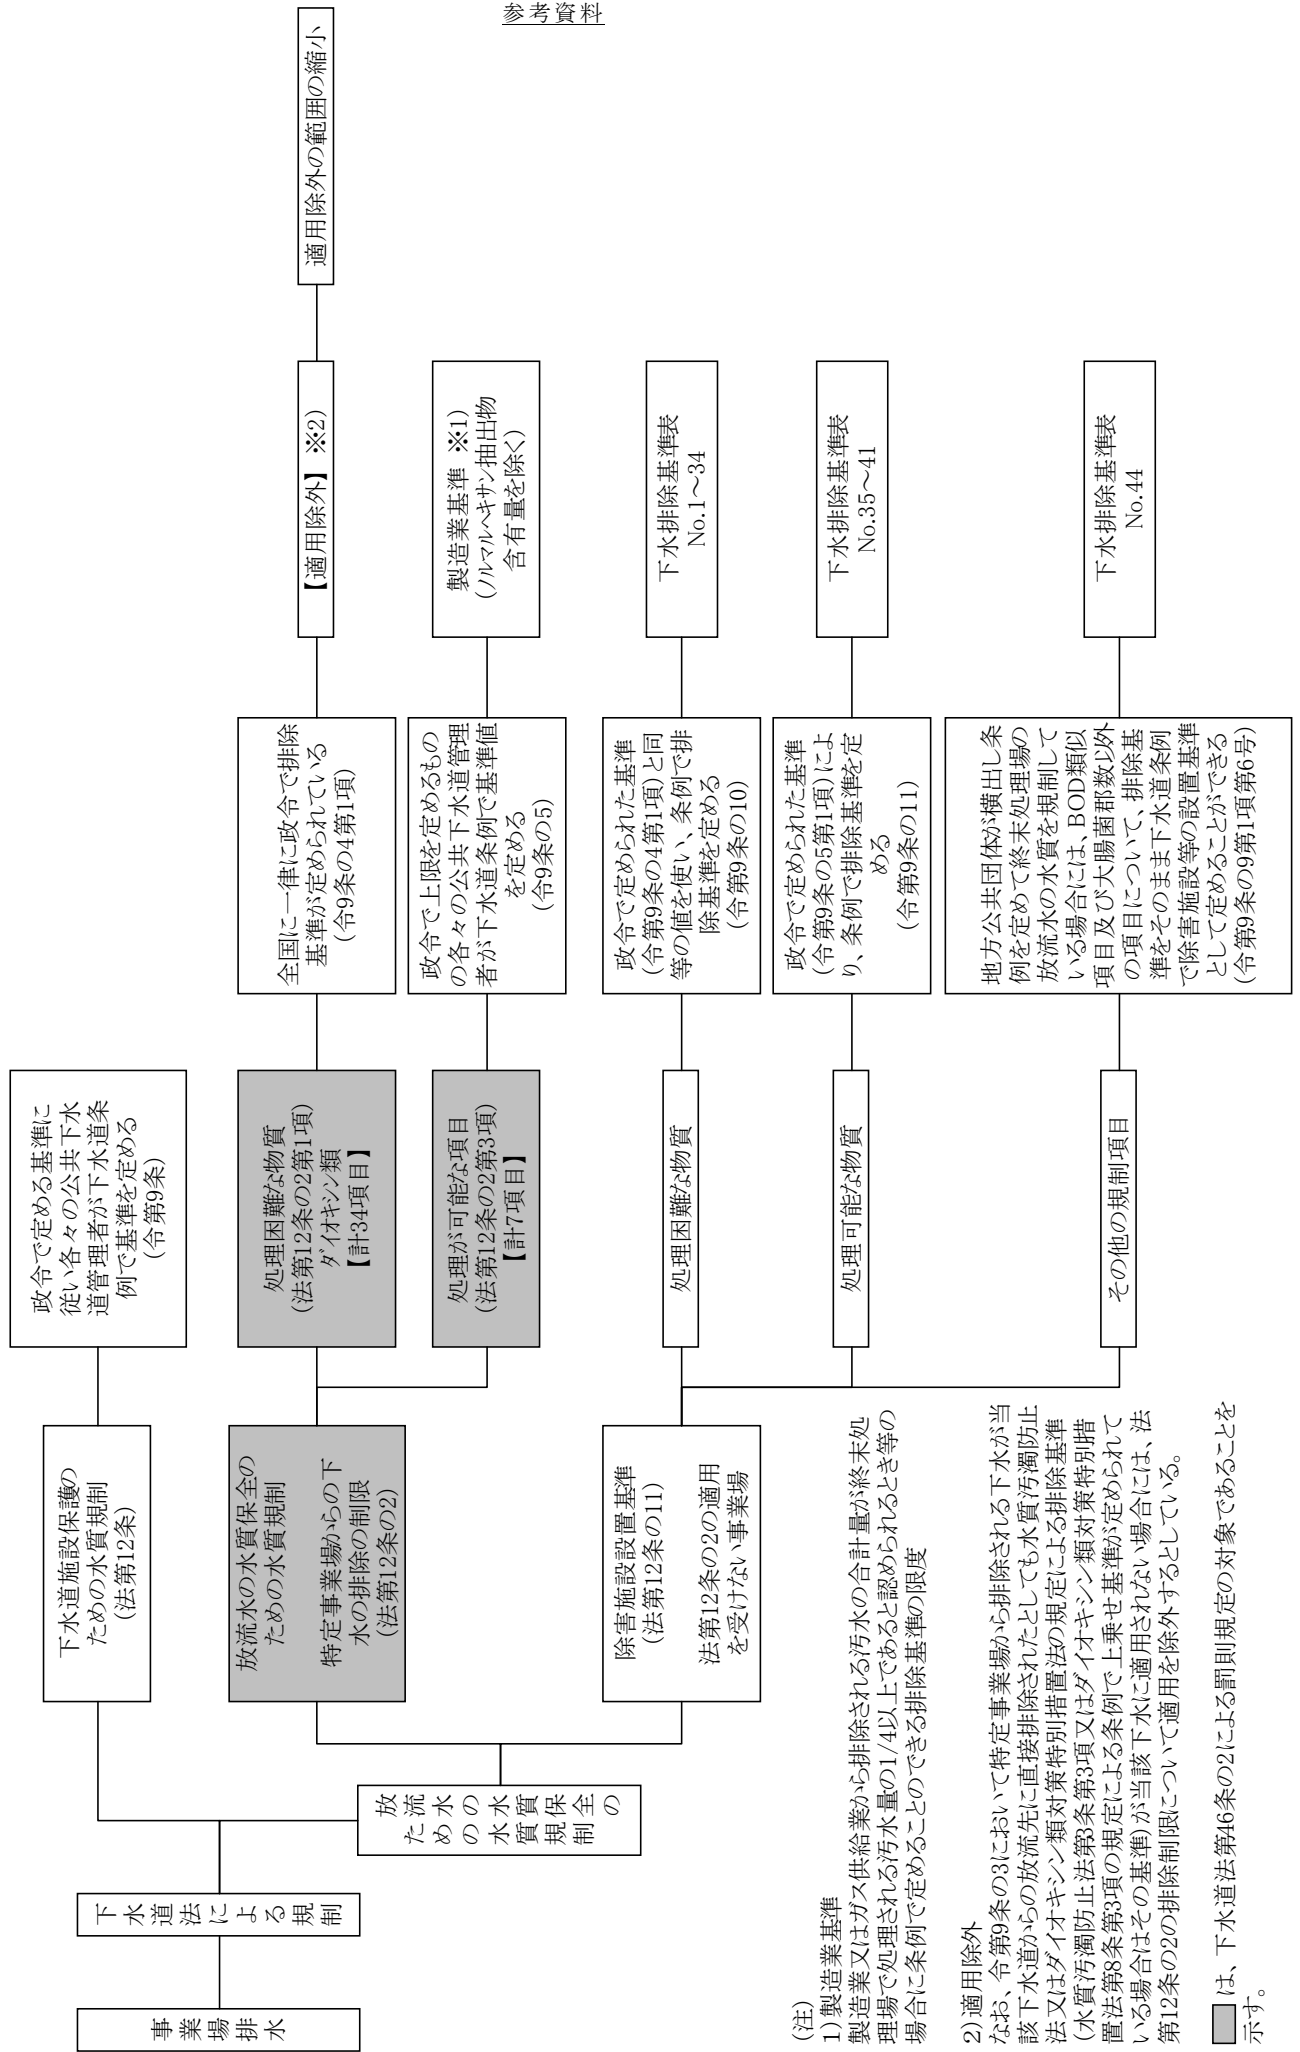 参考資料
事業場排水
下水道法による規制
放流水の水質保全の
ための水質規制
下水道施設保護の
ための水質規制
(法第12条)
政令で定める基準に
従い各々の公共下水
道管理者が下水道条
例で基準を定める
(令第9条)
放流水の水質保全の
ための水質規制
特定事業場からの下
水の排除の制限
(法第12条の2)
処理困難な物質
(法第12条の2第1項)
ダイオキシン類
【計34項目】
全国に一律に政令で排除
基準が定められている
(令9条の4第1項)
【適用除外】 ※2)
適用除外の範囲の縮小
処理が可能な項目
(法第12条の2第3項)
【計7項目】
政令で上限を定めるもの
の各々の公共下水道管理
者が下水道条例で基準値
を定める
(令9条の5)
製造業基準 ※1)
(ノルマルヘキサン抽出物
含有量を除く)
除害施設設置基準
(法第12条の11)
法第12条の2の適用
を受けない事業場
処理困難な物質
政令で定められた基準
(令第9条の4第1項)と同
等の値を使い、条例で排
除基準を定める
(令第9条の10)
下水排除基準表
No.1～34
処理可能な物質
政令で定められた基準
(令第9条の5第1項)によ
り、条例で排除基準を定
める
(令第9条の11)
下水排除基準表
No.35～41
その他の規制項目
地方公共団体が横出し条
例を定めて終末処理場の
放流水の水質を規制して
いる場合には、BOD類似
項目及び大腸菌郡数以外
の項目について、排除基
準をそのまま下水道条例
で除害施設等の設置基準
として定めることができる
(令第9条の9第1項第6号)
下水排除基準表
No.44
(注)
1)製造業基準
製造業又はガス供給業から排除される汚水の合計量が終末処
理場で処理される汚水量の1/4以上であると認められるとき等の
場合に条例で定めることのできる排除基準の限度
2)適用除外
なお、令第9条の3において特定事業場から排除される下水が当
該下水道からの放流先に直接排除されたとしても水質汚濁防止
法又はダイオキシン類対策特別措置法の規定による排除基準
(水質汚濁防止法第3条第3項又はダイオキシン類対策特別措
置法第8条第3項の規定による条例で上乗せ基準が定められて
いる場合はその基準)が当該下水に適用されない場合には、法
第12条の2の排除制限について適用を除外するとしている。
は、下水道法第46条の2による罰則規定の対象であることを
示す。